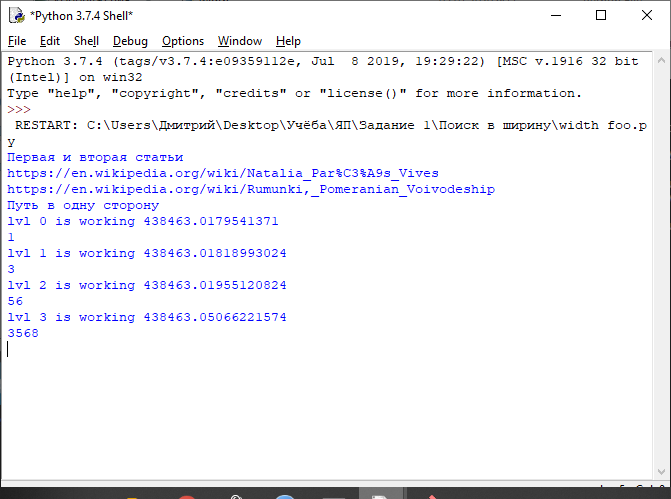 *Python 3.7.4 Shell*
File Edit Shell Debug Options Window Help
Python 3.7.4 (tags/v3.7.4:e09359112e, Jul  8 2019, 19:29:22) [MSC v.1916 32 bit
(Intel)] on win32
Type "help", "copyright", "credits" or "license()" for more information.
>>>
 RESTART: C:\Users\Дмитрий\Desktop\Учёба\ЯП\Задание 1\Поиск в ширину\width foo.p
y
Первая и вторая статьи
https://en.wikipedia.org/wiki/Natalia_Par%C3%A9s_Vives
https://en.wikipedia.org/wiki/Rumunki,_Pomeranian_Voivodeship
Путь в одну сторону
lvl 0 is working 438463.0179541371
1
lvl 1 is working 438463.01818993024
3
lvl 2 is working 438463.01955120824
56
lvl 3 is working 438463.05066221574
3568